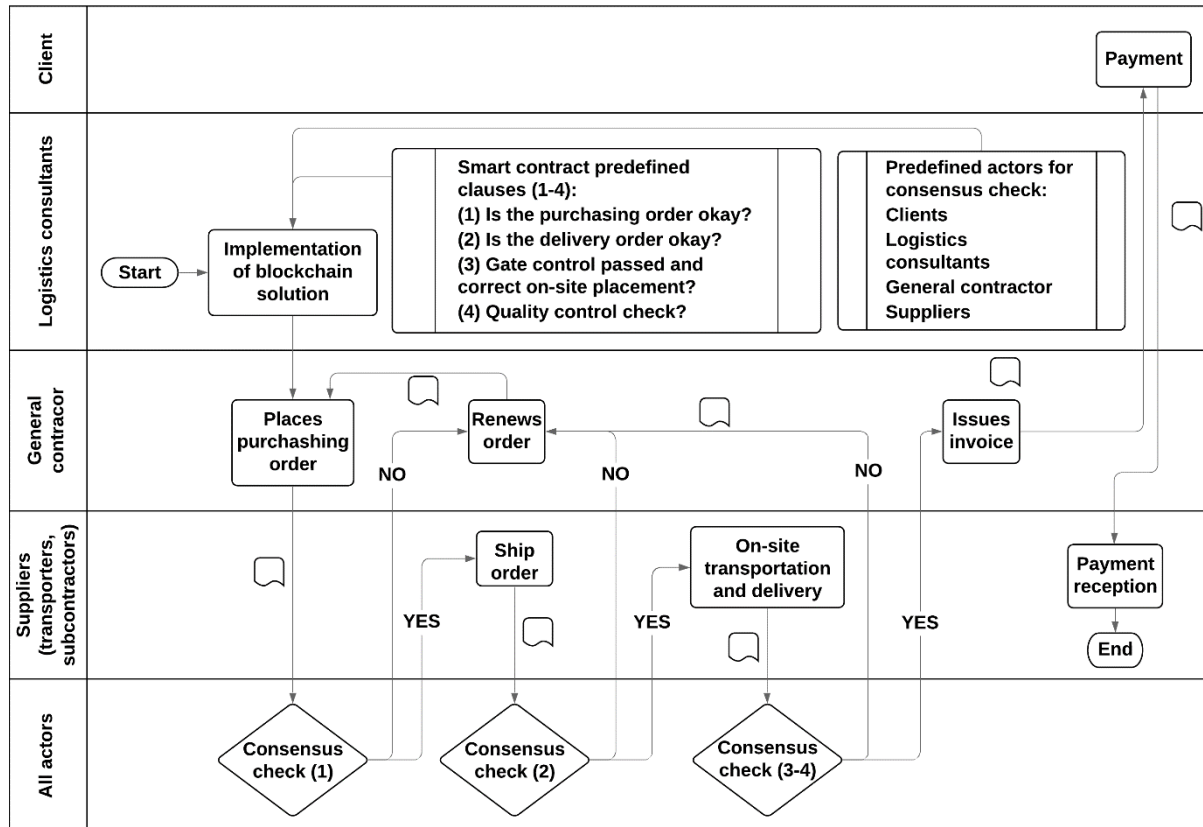 Client
Payment
Logistics consultants
Start
Implementation
of blockchain
solution
Smart contract predefined
clauses (1-4):
(1) Is the purchasing order okay?
(2) Is the delivery order okay?
(3) Gate control passed and
correct on-site placement?
(4) Quality control check?
Predefined actors for
consensus check:
Clients
Logistics
consultants
General contractor
Suppliers
General
contracor
Places
purchashing
order
Renews
order
Issues
invoice
NO
NO
NO
Suppliers
(transporters,
subcontractors)
Ship
order
On-site
transportation
and delivery
Payment
reception
YES
YES
YES
End
All actors
Consensus
check (1)
Consensus
check (2)
Consensus
check (3-4)